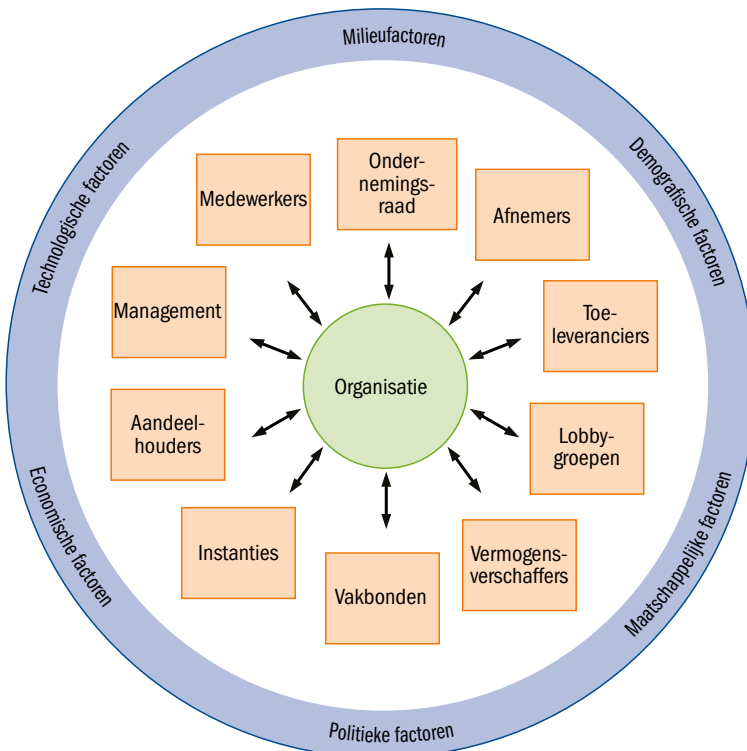 Milieufactoren
Demografische factoren
Maatschappelijke factoren
Politieke factoren
Economische factoren
Technologische factoren
Onder-
nemings-
raad
Afnemers
Toe-
leveranciers
Lobby-
groepen
Vermogens-
verschaffers
Vakbonden
Instanties
Aandeel-
houders
Management
Medewerkers
Organisatie